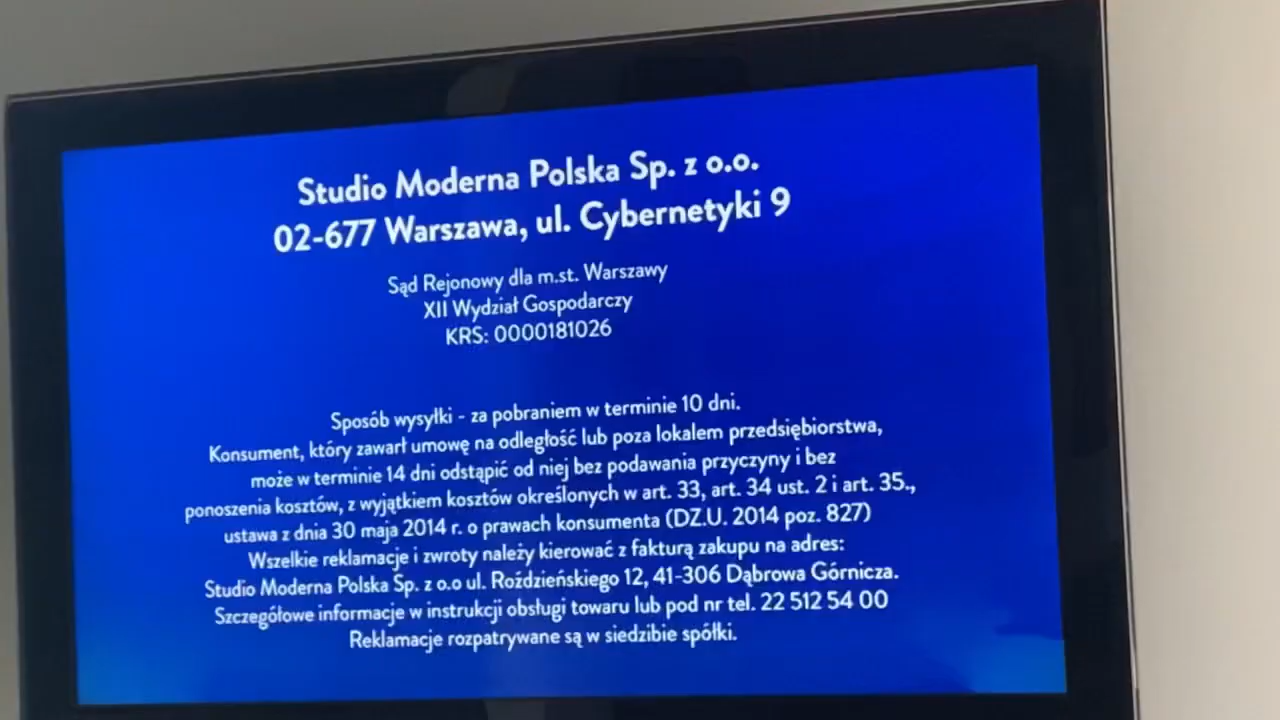 Studio Moderna Polska Sp. z o.o.
02-677 Warszawa, ul. Cybernetyki 9
Sąd Rejonowy dla m.st. Warszawy
XII Wydział Gospodarczy
KRS: 0000181026
Sposób wysyłki - za pobraniem w terminie 10 dni.
Konsument, który zawarł umowę na odległość lub poza lokalem przedsiębiorstwa,
może w terminie 14 dni odstąpić od niej bez podawania przyczyny i bez
ponoszenia kosztów, z wyjątkiem kosztów określonych w art. 33, art. 34 ust. 2 i art. 35.,
ustawa z dnia 30 maja 2014 r. o prawach konsumenta (DZ.U. 2014 poz. 827)
Wszelkie reklamacje i zwroty należy kierować z fakturą zakupu na adres:
Studio Moderna Polska Sp. z o.o ul. Roździeńskiego 12, 41-306 Dąbrowa Górnicza.
Szczegółowe informacje w instrukcji obsługi towaru lub pod nr tel. 22 512 54 00
Reklamacje rozpatrywane są w siedzibie spółki.